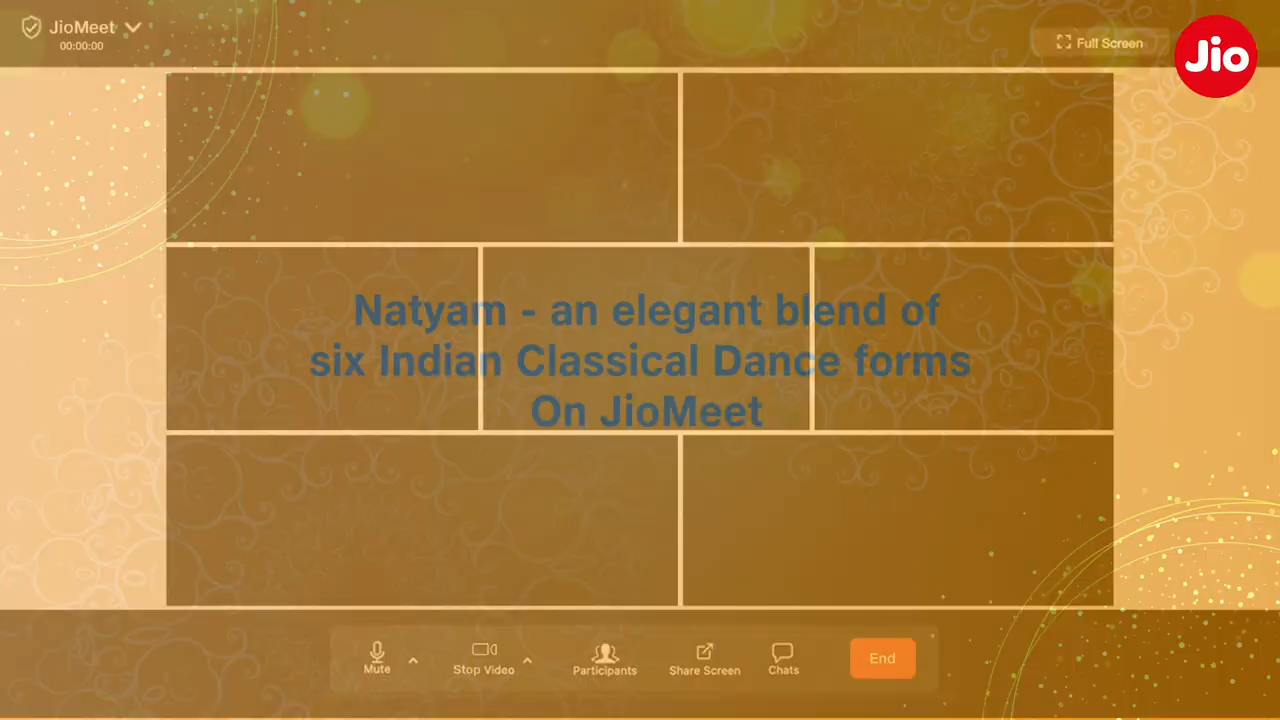 JioMeet
00:00:00
Full Screen
Jio
Natyam - an elegant blend of
six Indian Classical Dance forms
On JioMeet
Mute
Stop Video
Participants
Share Screen
Chats
End